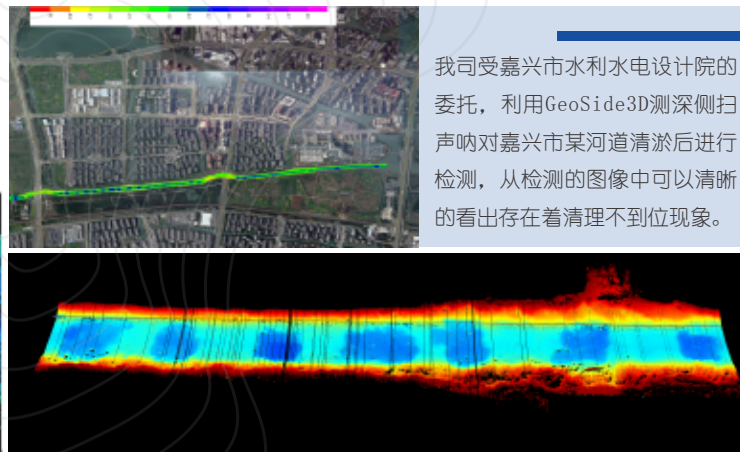 我司受嘉兴市水利水电设计院的
委托，利用GeoSide3D测深侧扫
声呐对嘉兴市某河道清淤后进行
检测，从检测的图像中可以清晰
的看出存在着清理不到位现象。